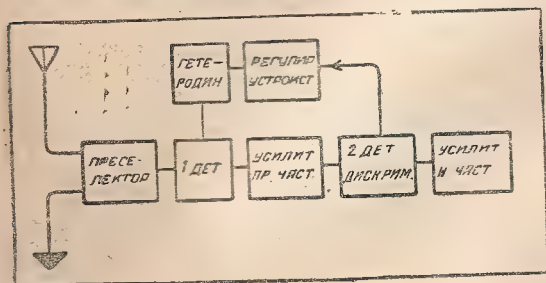 ГЕТЕ-
РОДИН
РЕГУЛИР
УСТРОЙСТ
ПРЕСЕ-
ЛЕКТОР
1 ДЕТ
УСИЛИТ
ПР. ЧАСТ.
2 ДЕТ
ДИСКРИМ.
УСИЛИТ
Н ЧАСТ